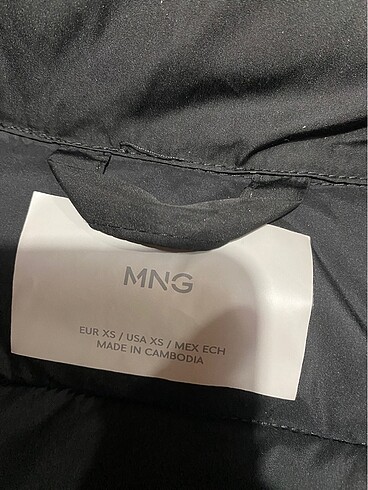 MNG
EUR XS / USA XS / MEX ECH
MADE IN CAMBODIA